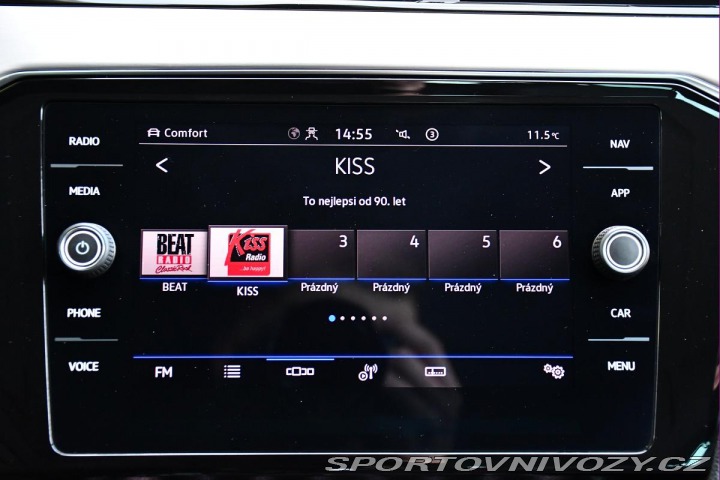 RADIO
MEDIA
PHONE
VOICE
Comfort
14:55
3
11.5°C
KISS
To nejlepsi od 90. let
BEAT
RADIO
Classic Rock
KISS
Radio
...be happy!
3
4
5
6
BEAT
KISS
Prázdný
Prázdný
Prázdný
Prázdný
FM
NAV
APP
CAR
MENU
SPORTOVNIVOZY.CZ